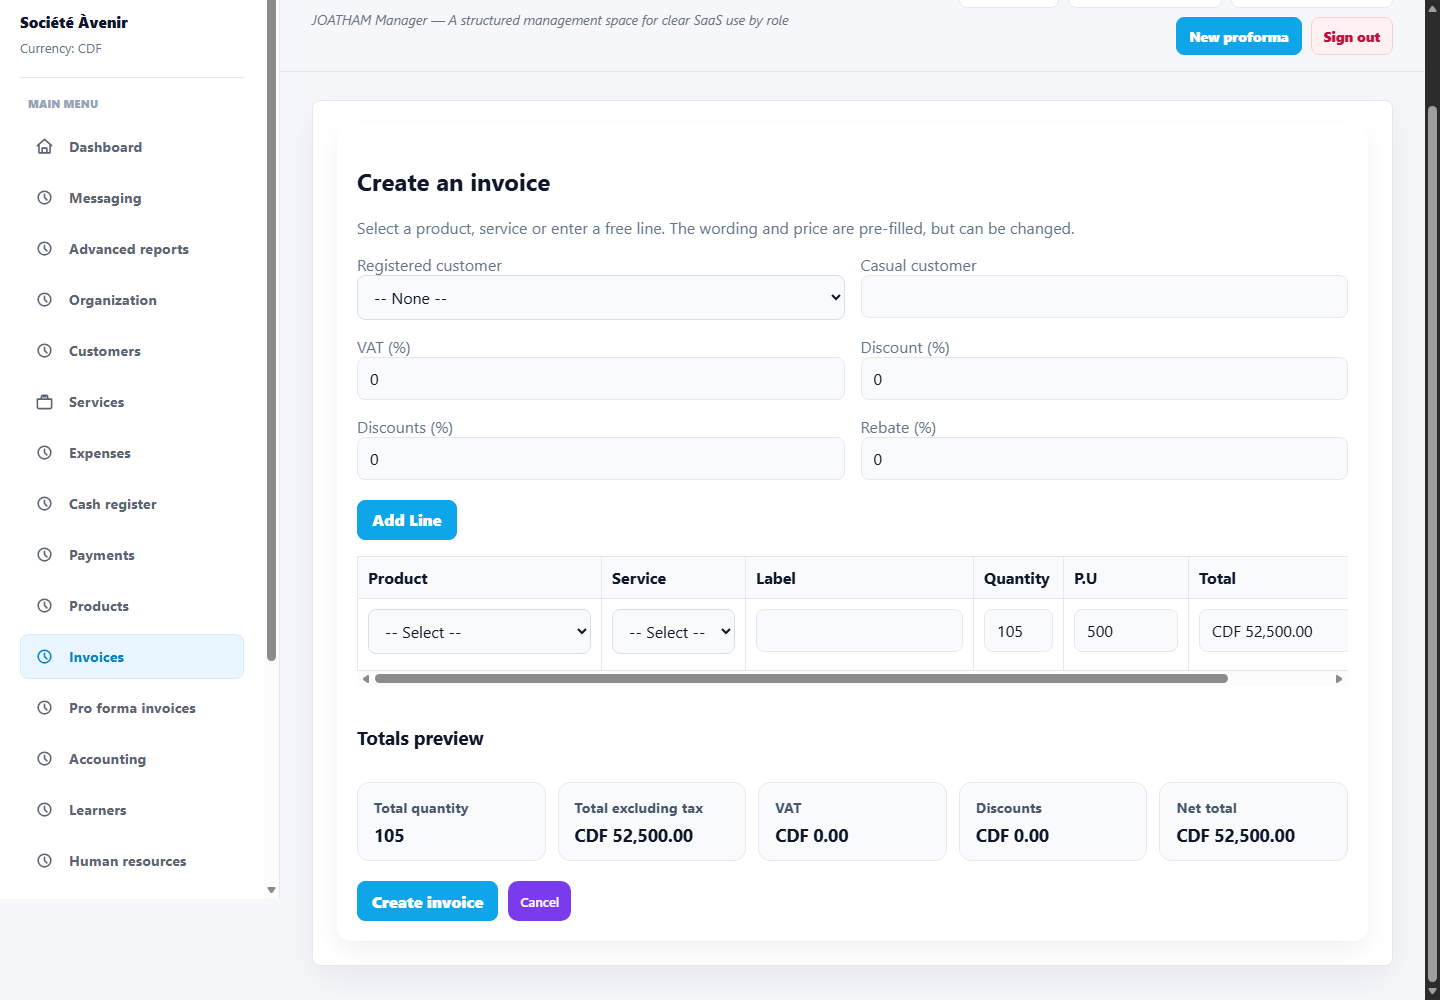 Société Àvenir
Currency: CDF
MAIN MENU
Dashboard
Messaging
Advanced reports
Organization
Customers
Services
Expenses
Cash register
Payments
Products
Invoices
Pro forma invoices
Accounting
Learners
Human resources
JOATHAM Manager — A structured management space for clear SaaS use by role
New proforma
Sign out
Create an invoice
Select a product, service or enter a free line. The wording and price are pre-filled, but can be changed.
Registered customer
Casual customer
-- None --
VAT (%)
Discount (%)
0
0
Discounts (%)
Rebate (%)
0
0
Add Line
Product Service Label Quantity P.U Total
-- Select -- -- Select -- 105 500 CDF 52,500.00
Totals preview
Total quantity
105
Total excluding tax
CDF 52,500.00
VAT
CDF 0.00
Discounts
CDF 0.00
Net total
CDF 52,500.00
Create invoice
Cancel